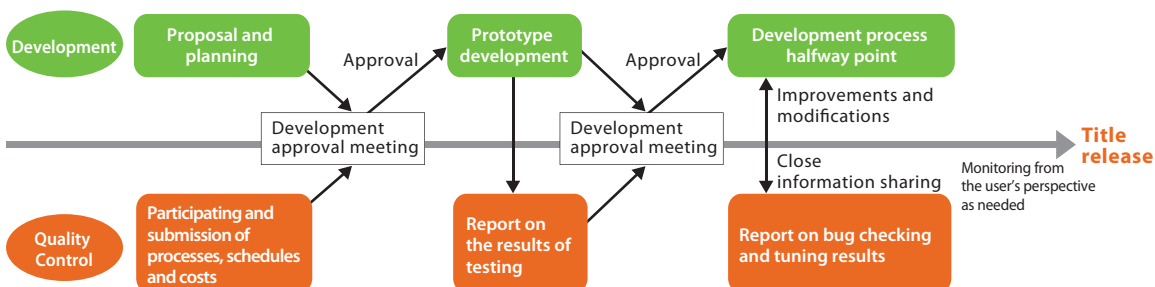 Development
Proposal and
planning
Approval
Prototype
development
Approval
Development process
halfway point
Development
approval meeting
Development
approval meeting
Improvements and
modifications
Close
information sharing
Title
release
Monitoring from
the user's perspective
as needed
Quality
Control
Participating and
submission of
processes, schedules
and costs
Report on
the results of
testing
Report on bug checking
and tuning results